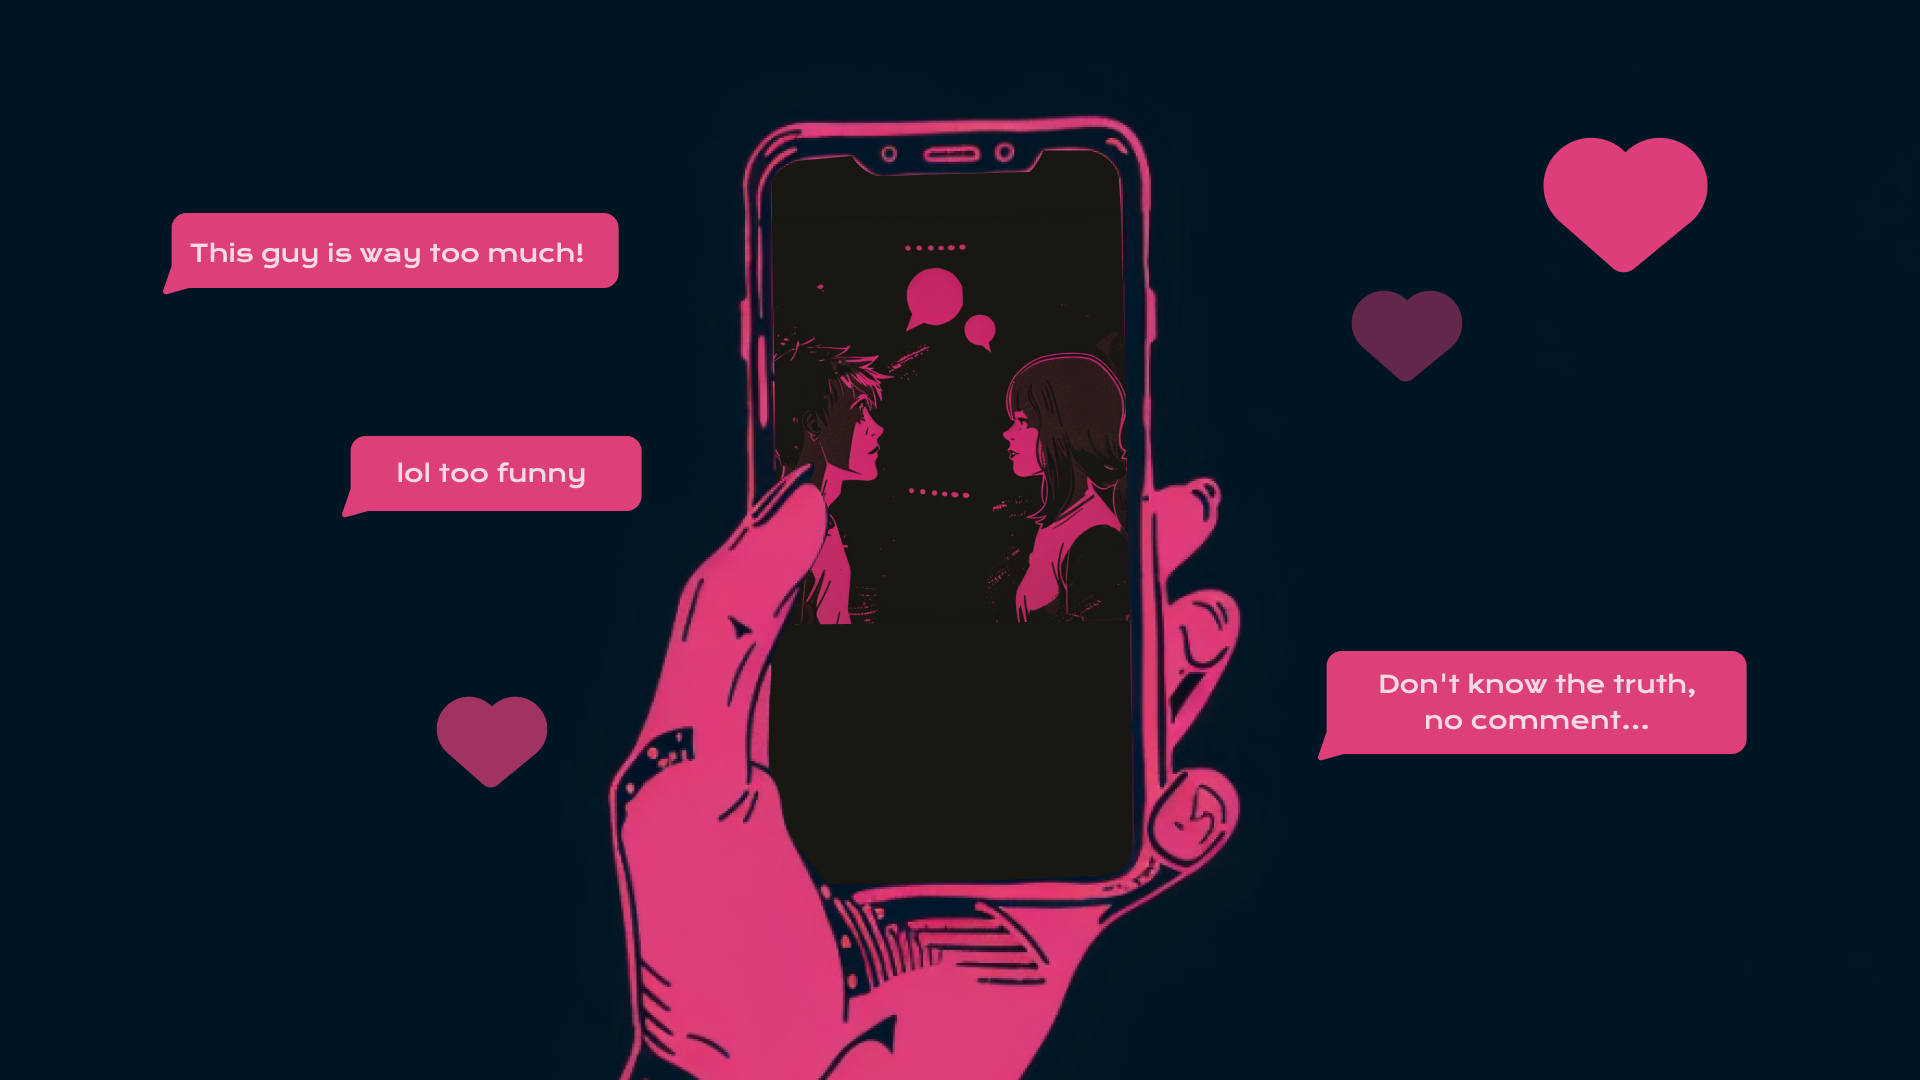 This guy is way too much!
lol too funny
Don't know the truth,
no comment...